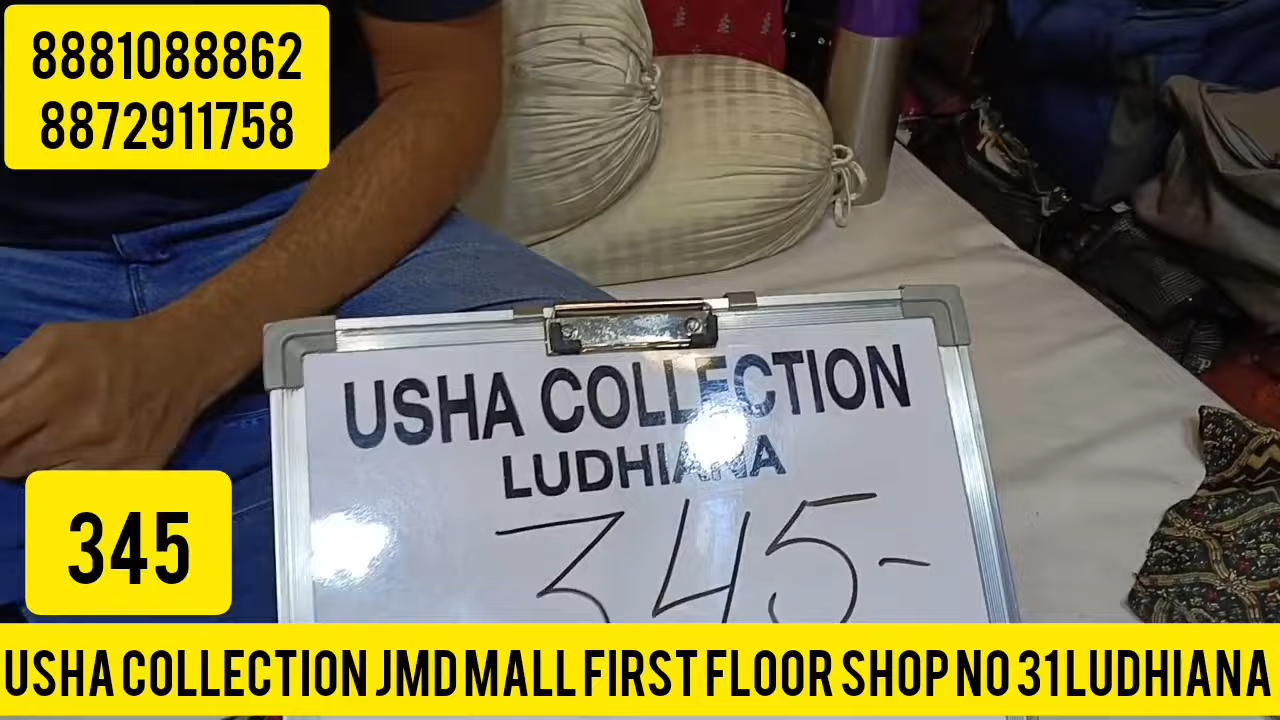 8881088862
8872911758
USHA COLLECTION
LUDHIANA
345-
345
USHA COLLECTION JMD MALL FIRST FLOOR SHOP NO 31 LUDHIANA